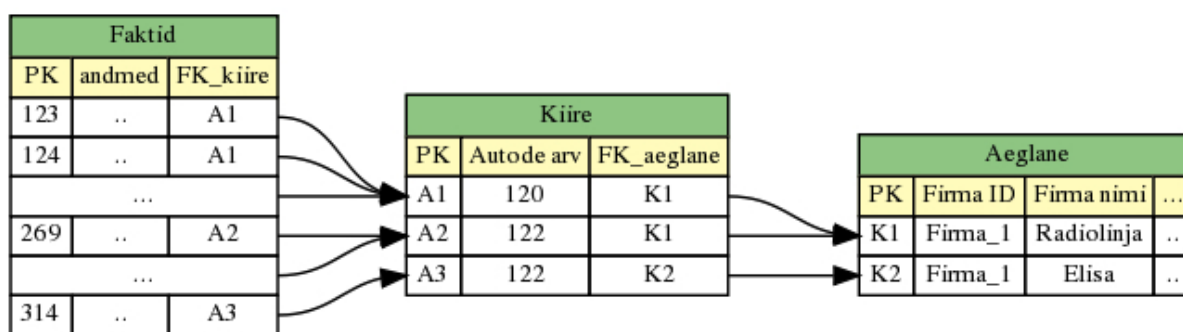 Faktid
PK andmed FK_kiire
123 .. A1
124 .. A1
...
269 .. A2
...
314 .. A3
Kiire
PK Autode arv FK_aeglane
A1 120 K1
A2 122 K1
A3 122 K2
Aeglane
PK Firma ID Firma nimi ...
K1 Firma_1 Radiolinja ..
K2 Firma_1 Elisa ..